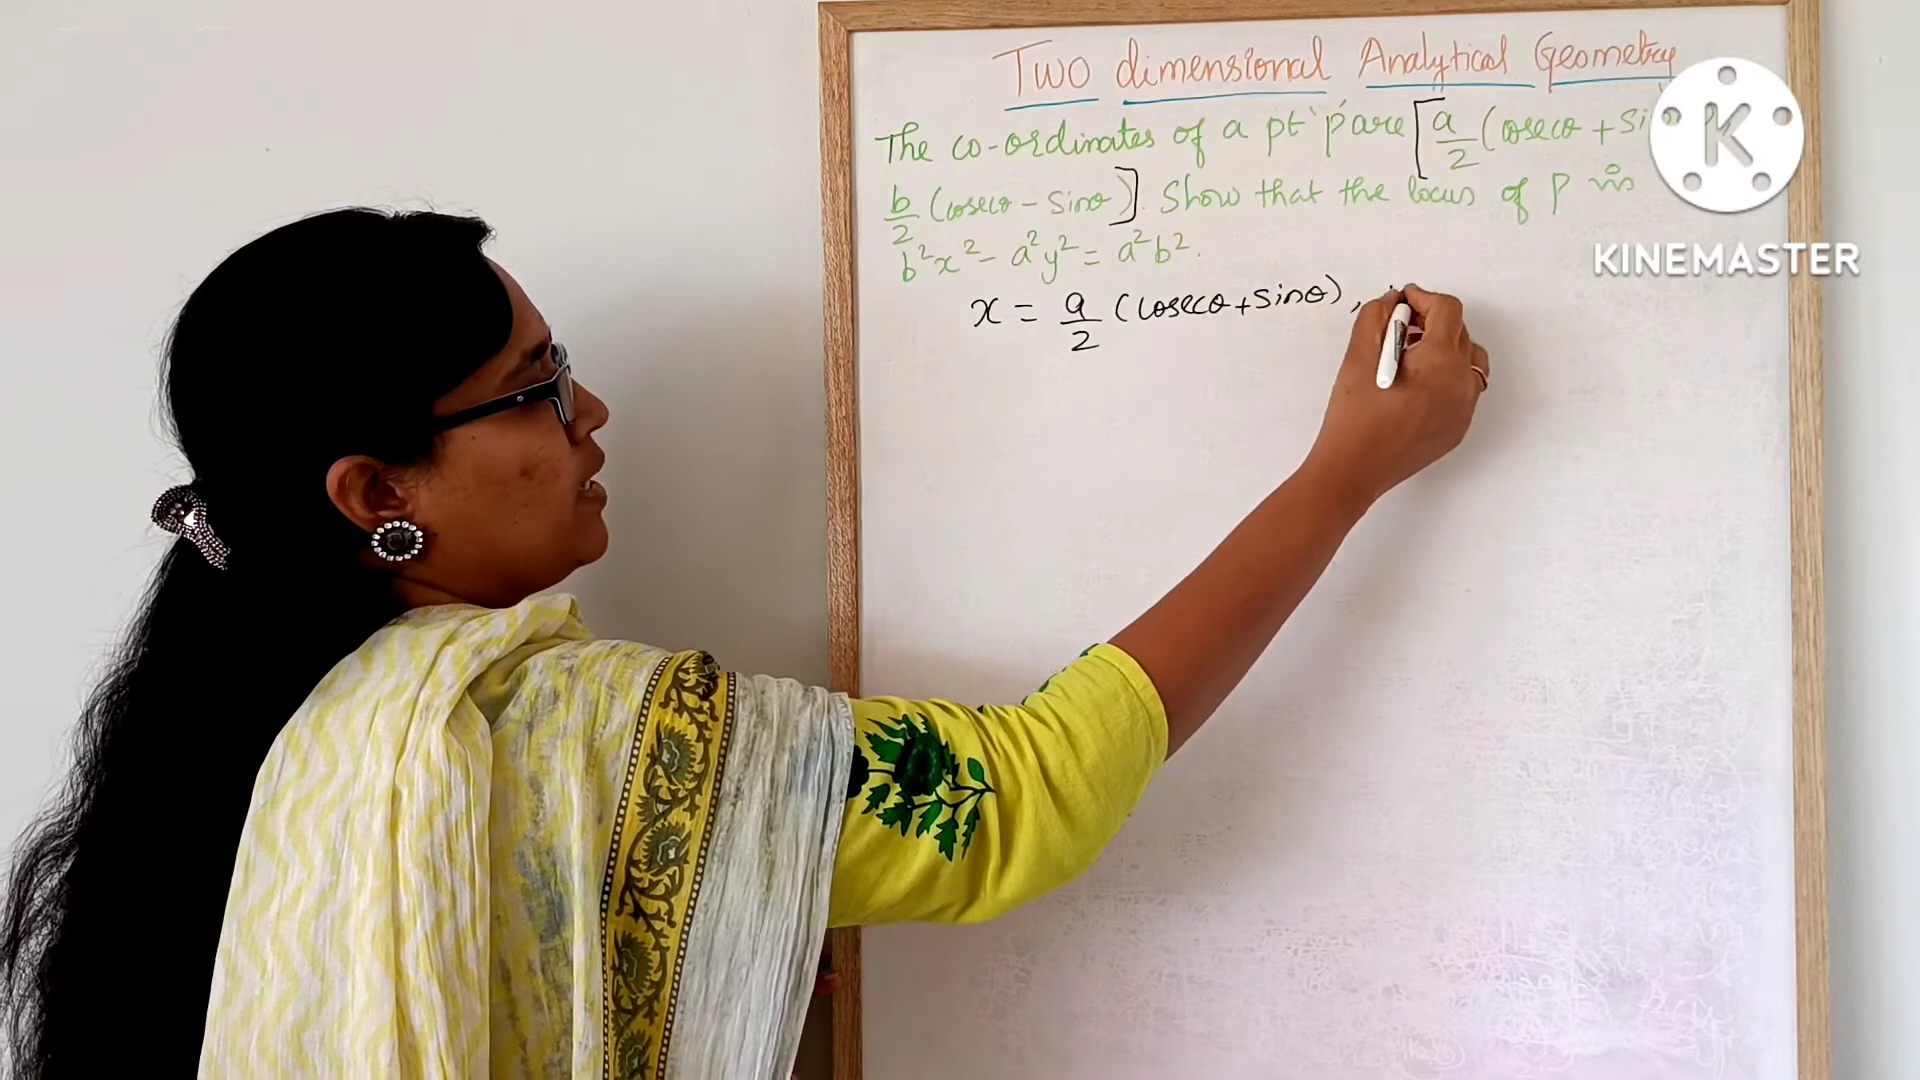 Two dimensional Analytical Geometry
The co-ordinates of a pt 'p' are [a/2 (cosecθ + si
b/2 (cosecθ - sinθ)]. Show that the locus of P is
b²x² - a²y² = a²b².
x = a/2 (cosecθ + sinθ),
K
KINEMASTER